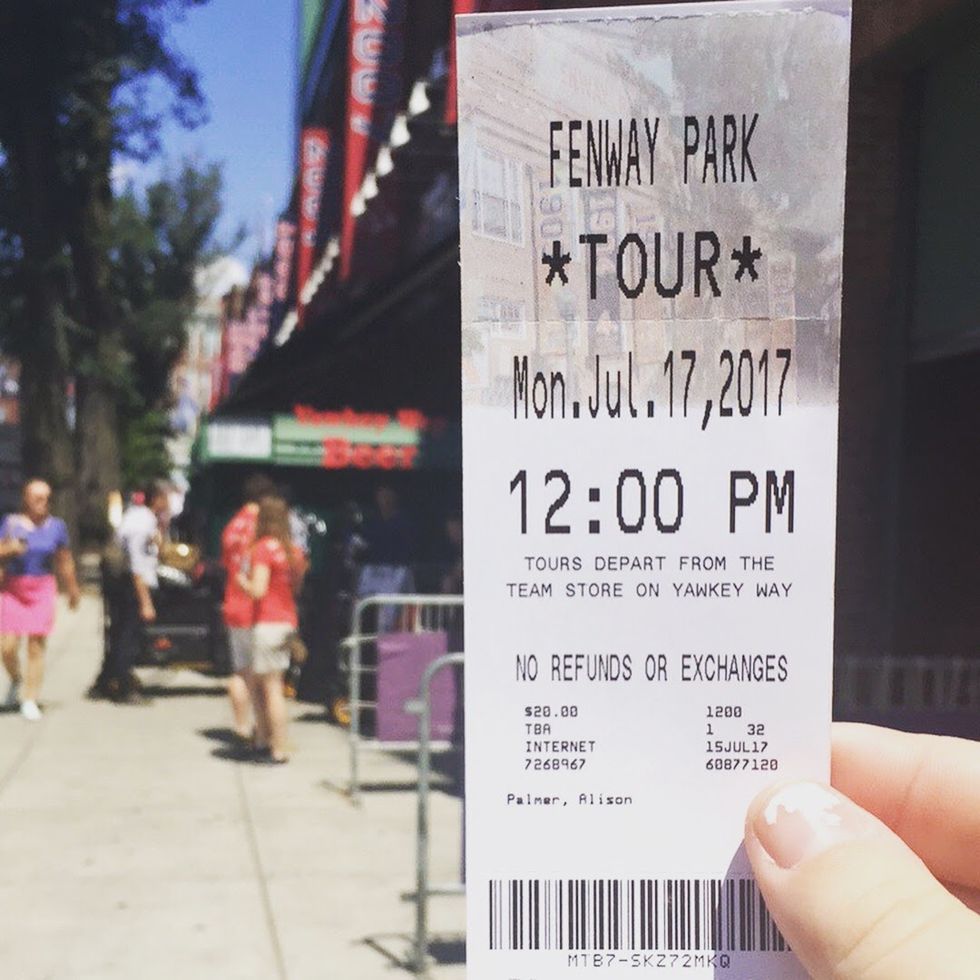 FENWAY PARK
*TOUR*
Mon.Jul.17,2017
12:00 PM
TOURS DEPART FROM THE
TEAM STORE ON YAWKEY WAY
NO REFUNDS OR EXCHANGES
$20.00 1200
TBA 1 32
INTERNET 15JUL17
7268967 60877120
Palmer, Alison
MTB7-SKZ72MKQ
Yawkey
Beer